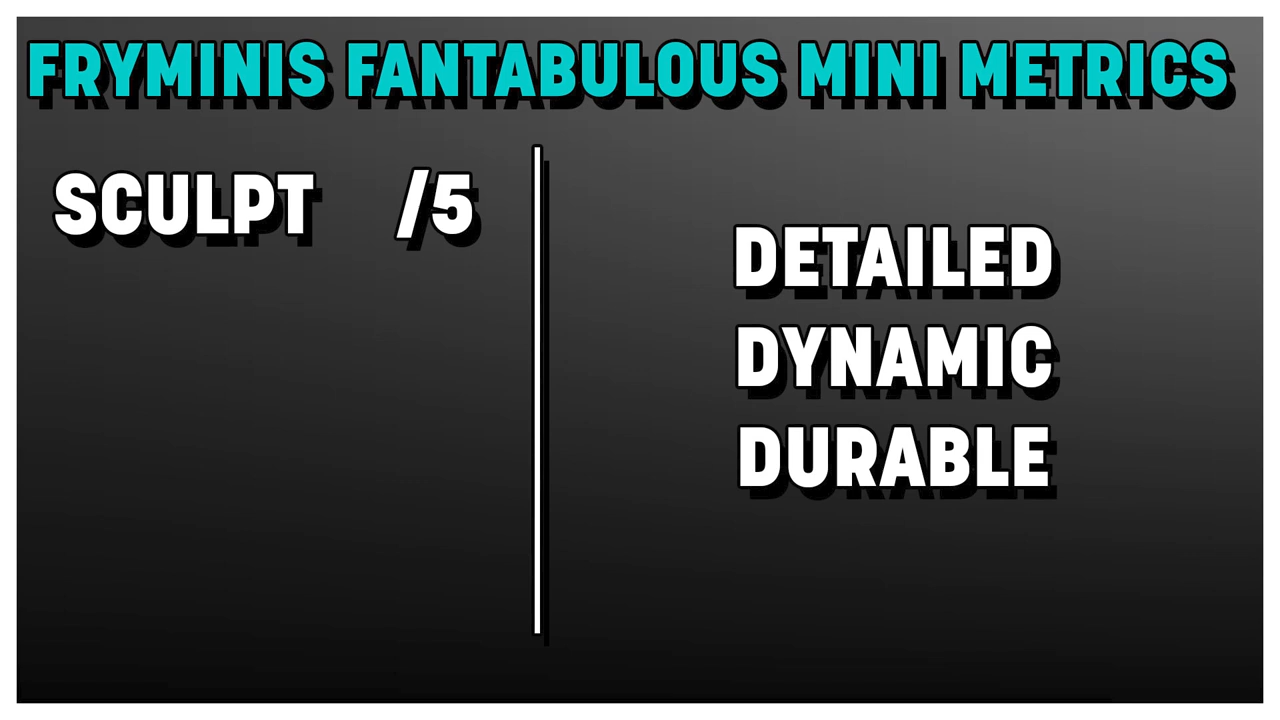 FRYMINIS FANTABULOUS MINI METRICS
SCULPT /5
DETAILED
DYNAMIC
DURABLE